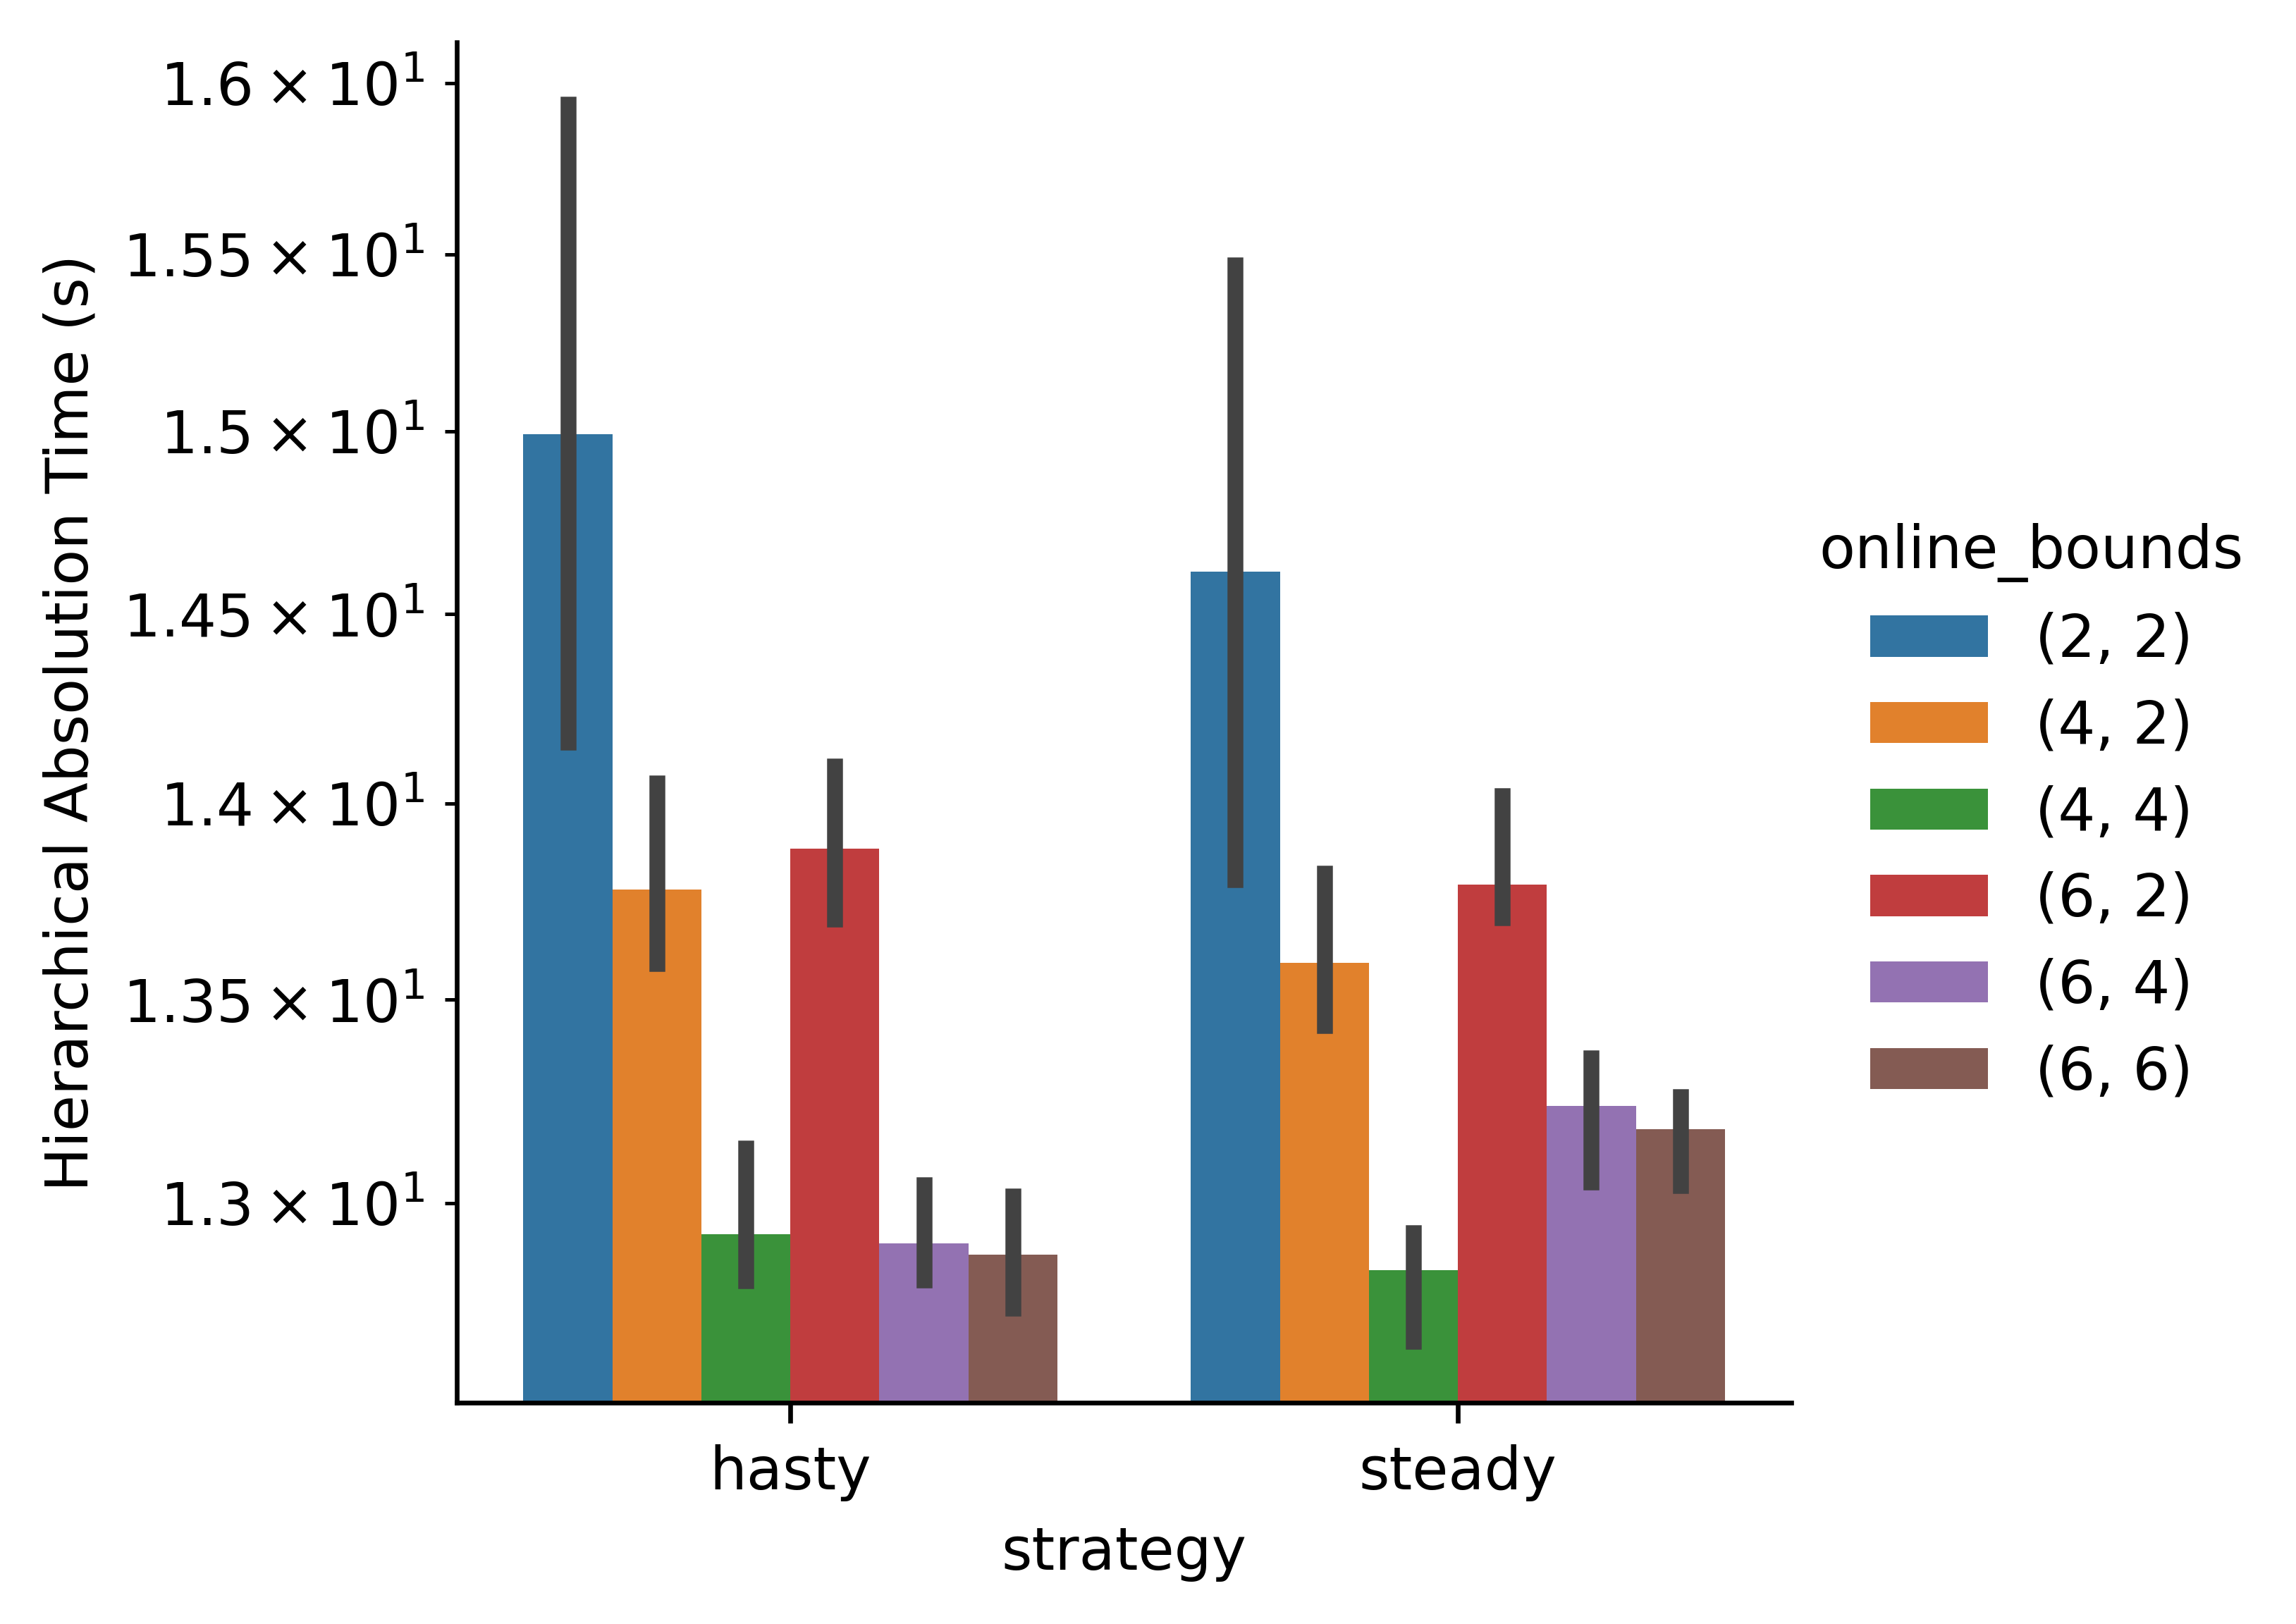 Hierarchical Absolution Time (s)
1.6 × 10¹
1.55 × 10¹
1.5 × 10¹
1.45 × 10¹
1.4 × 10¹
1.35 × 10¹
1.3 × 10¹
hasty
steady
strategy
online_bounds
(2, 2)
(4, 2)
(4, 4)
(6, 2)
(6, 4)
(6, 6)